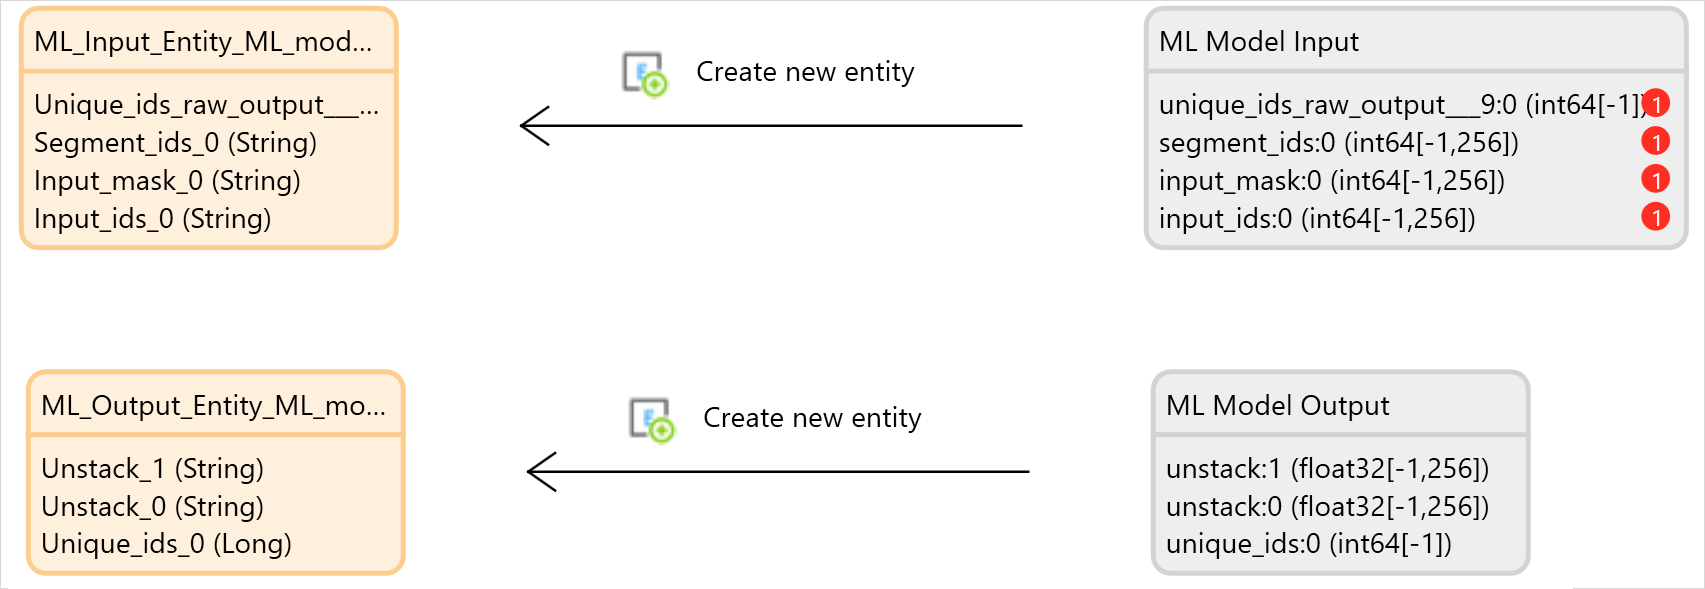 ML_Input_Entity_ML_mod...
Unique_ids_raw_output___...
Segment_ids_0 (String)
Input_mask_0 (String)
Input_ids_0 (String)
Create new entity
ML Model Input
unique_ids_raw_output___9:0 (int64[-1]) 1
segment_ids:0 (int64[-1,256]) 1
input_mask:0 (int64[-1,256]) 1
input_ids:0 (int64[-1,256]) 1
ML_Output_Entity_ML_mo...
Unstack_1 (String)
Unstack_0 (String)
Unique_ids_0 (Long)
Create new entity
ML Model Output
unstack:1 (float32[-1,256])
unstack:0 (float32[-1,256])
unique_ids:0 (int64[-1])